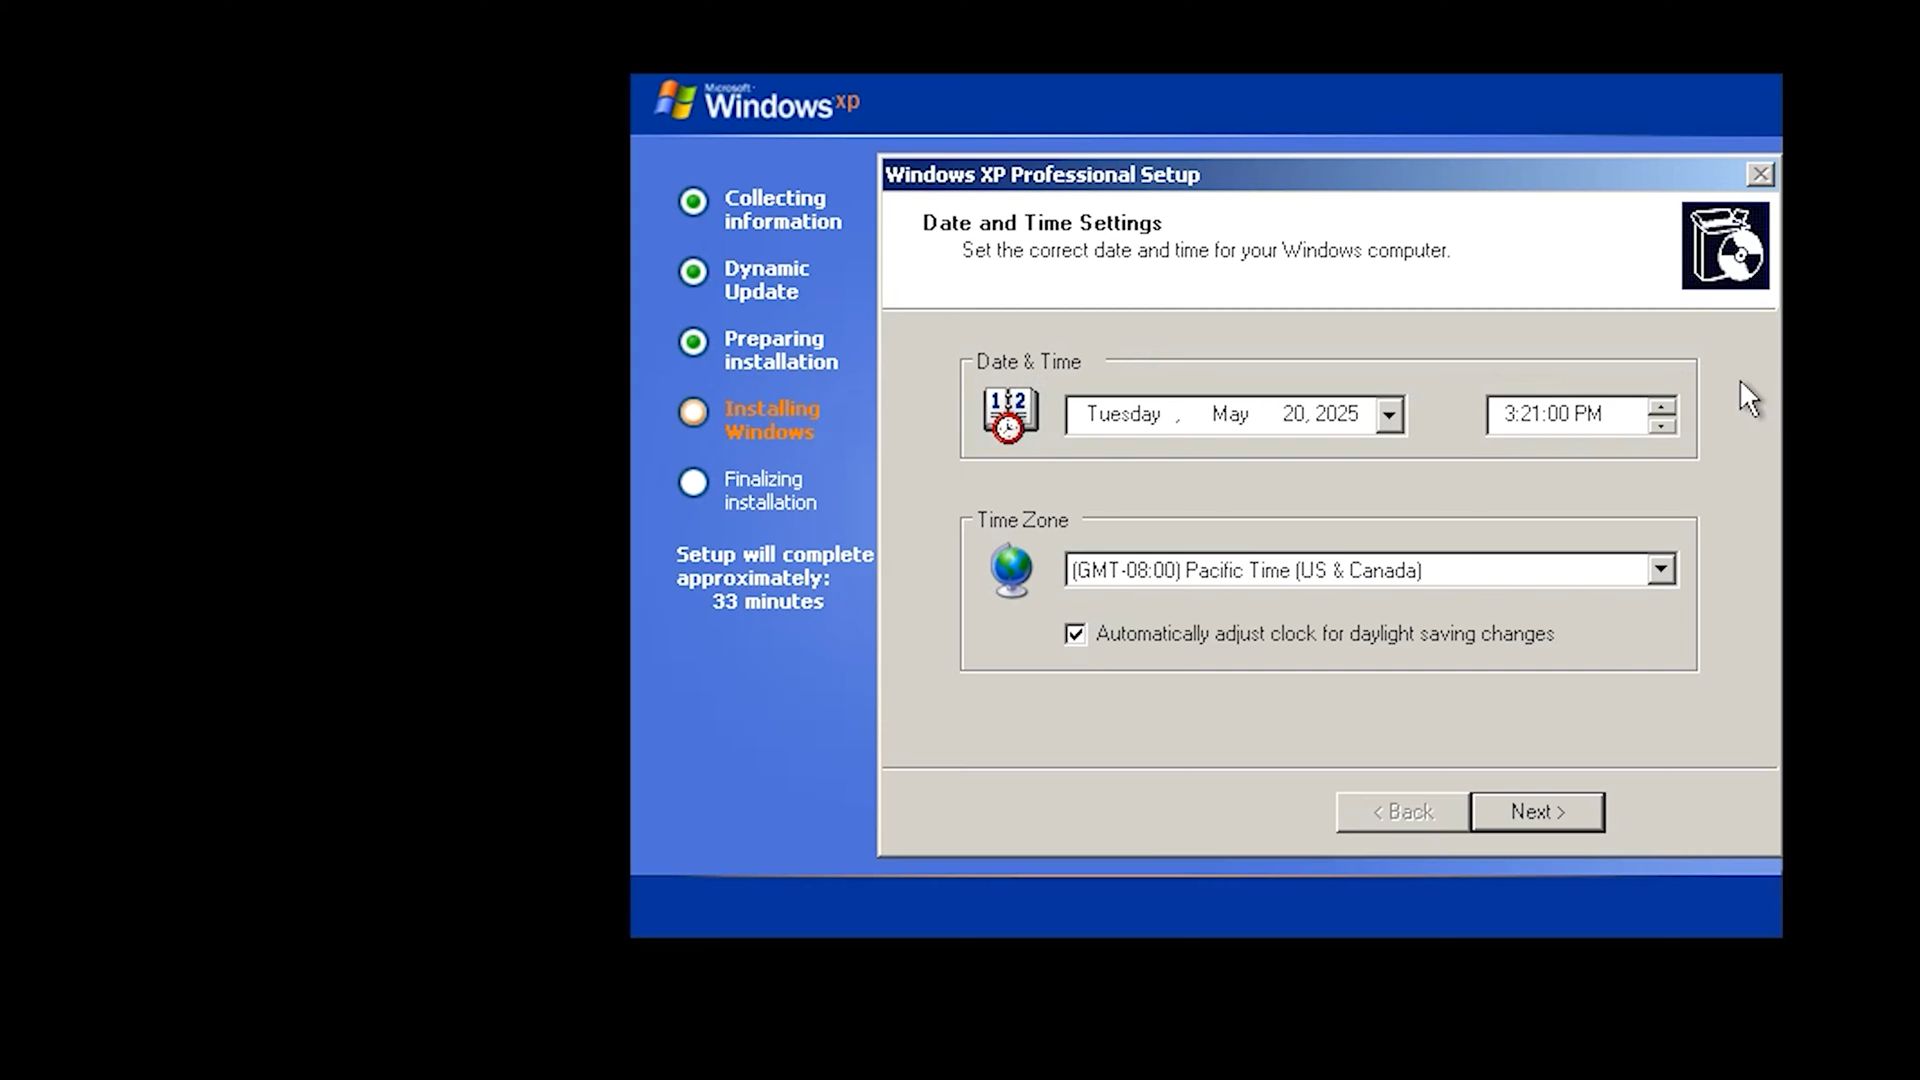 Microsoft
Windows xp
Collecting
information
Dynamic
Update
Preparing
installation
Installing
Windows
Finalizing
installation
Setup will complete
approximately:
33 minutes
Windows XP Professional Setup
Date and Time Settings
Set the correct date and time for your Windows computer.
Date & Time
12
Tuesday , May 20, 2025
3:21:00 PM
Time Zone
(GMT-08:00) Pacific Time (US & Canada)
Automatically adjust clock for daylight saving changes
< Back
Next >